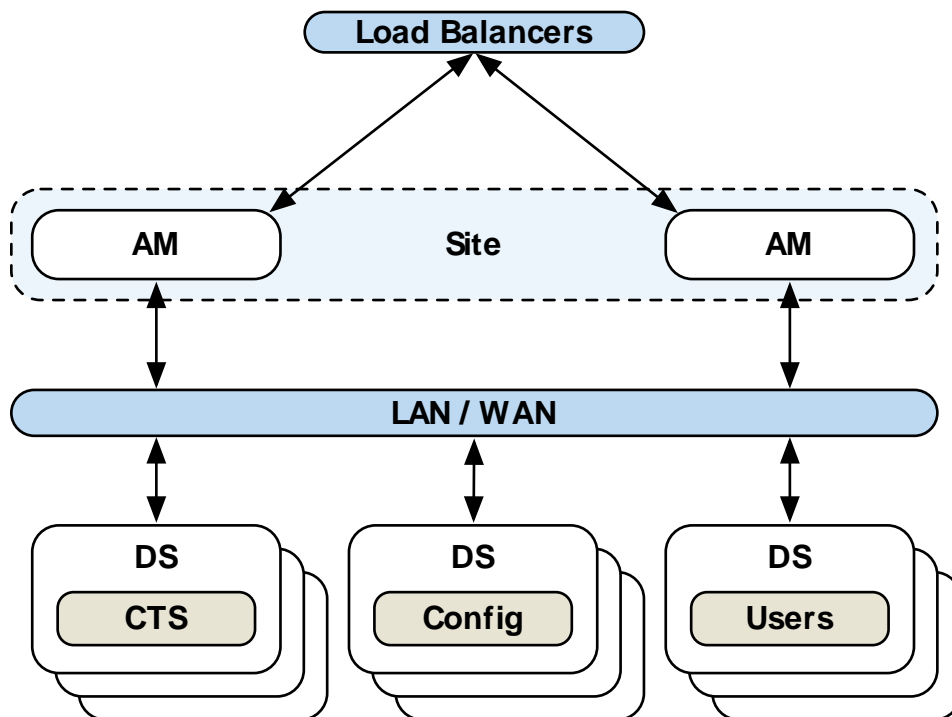 Load Balancers
AM
Site
AM
LAN / WAN
DS
CTS
DS
Config
DS
Users